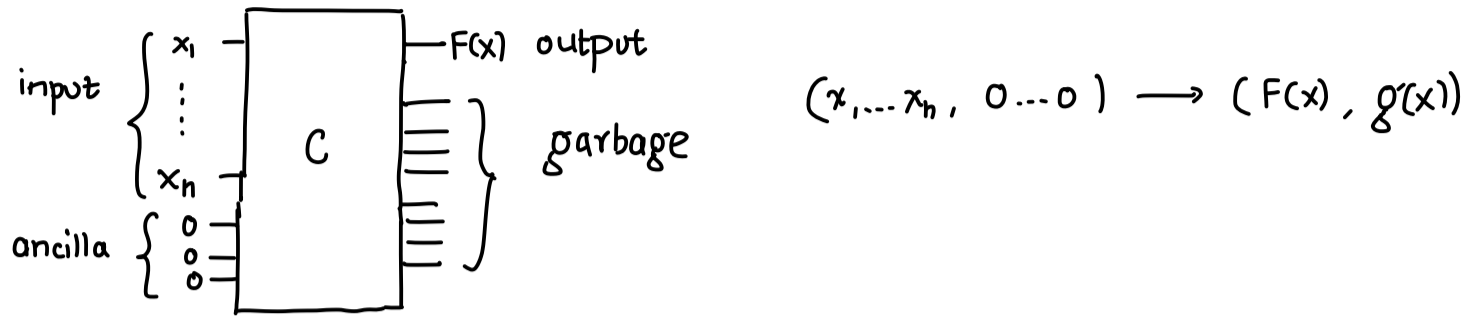 input
x₁
⋮
xₙ
ancilla
0
0
0
C
F(x) output
garbage
(x₁...xₙ, 0...0) → (F(x), g(x))